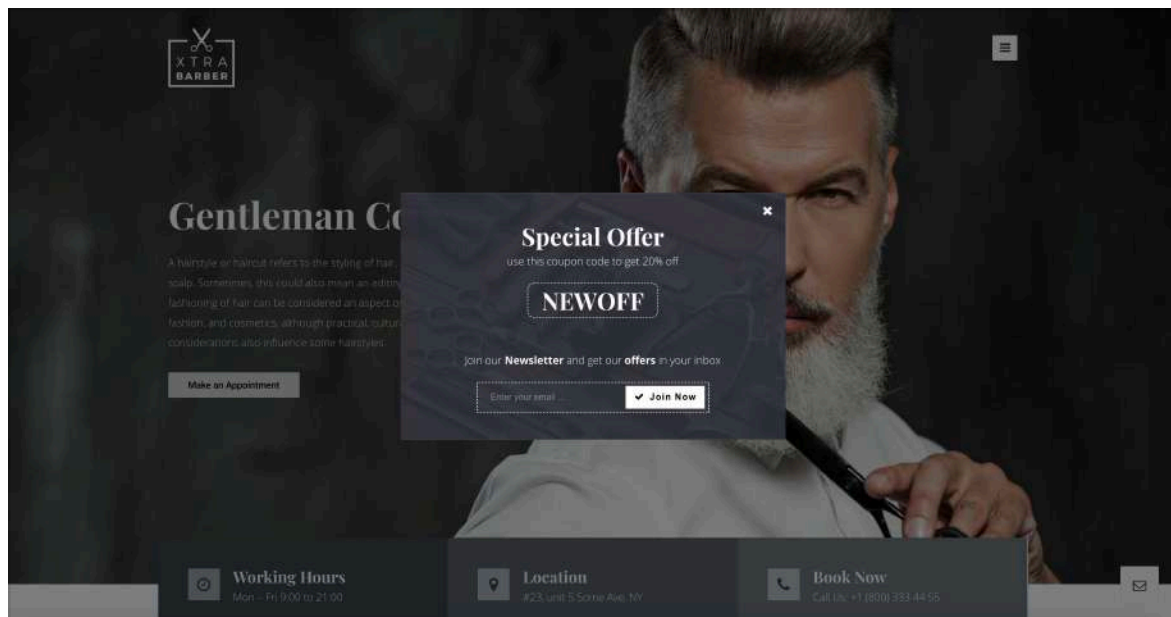 XTRA
BARBER
Gentleman Co
A hairstyle or haircut refers to the styling of hair,
scalp. Sometimes, this could also mean an editing
fashioning of hair can be considered an aspect o
fashion, and cosmetics, although practical, cultura
considerations also influence some hairstyles.
Make an Appointment
Special Offer
use this coupon code to get 20% off
NEWOFF
Join our Newsletter and get our offers in your inbox
Enter your email ...
Join Now
Working Hours
Mon – Fri 9:00 to 21:00
Location
#23, unit 5 Some Ave, NY
Book Now
Call Us: +1 (800) 333 44 55